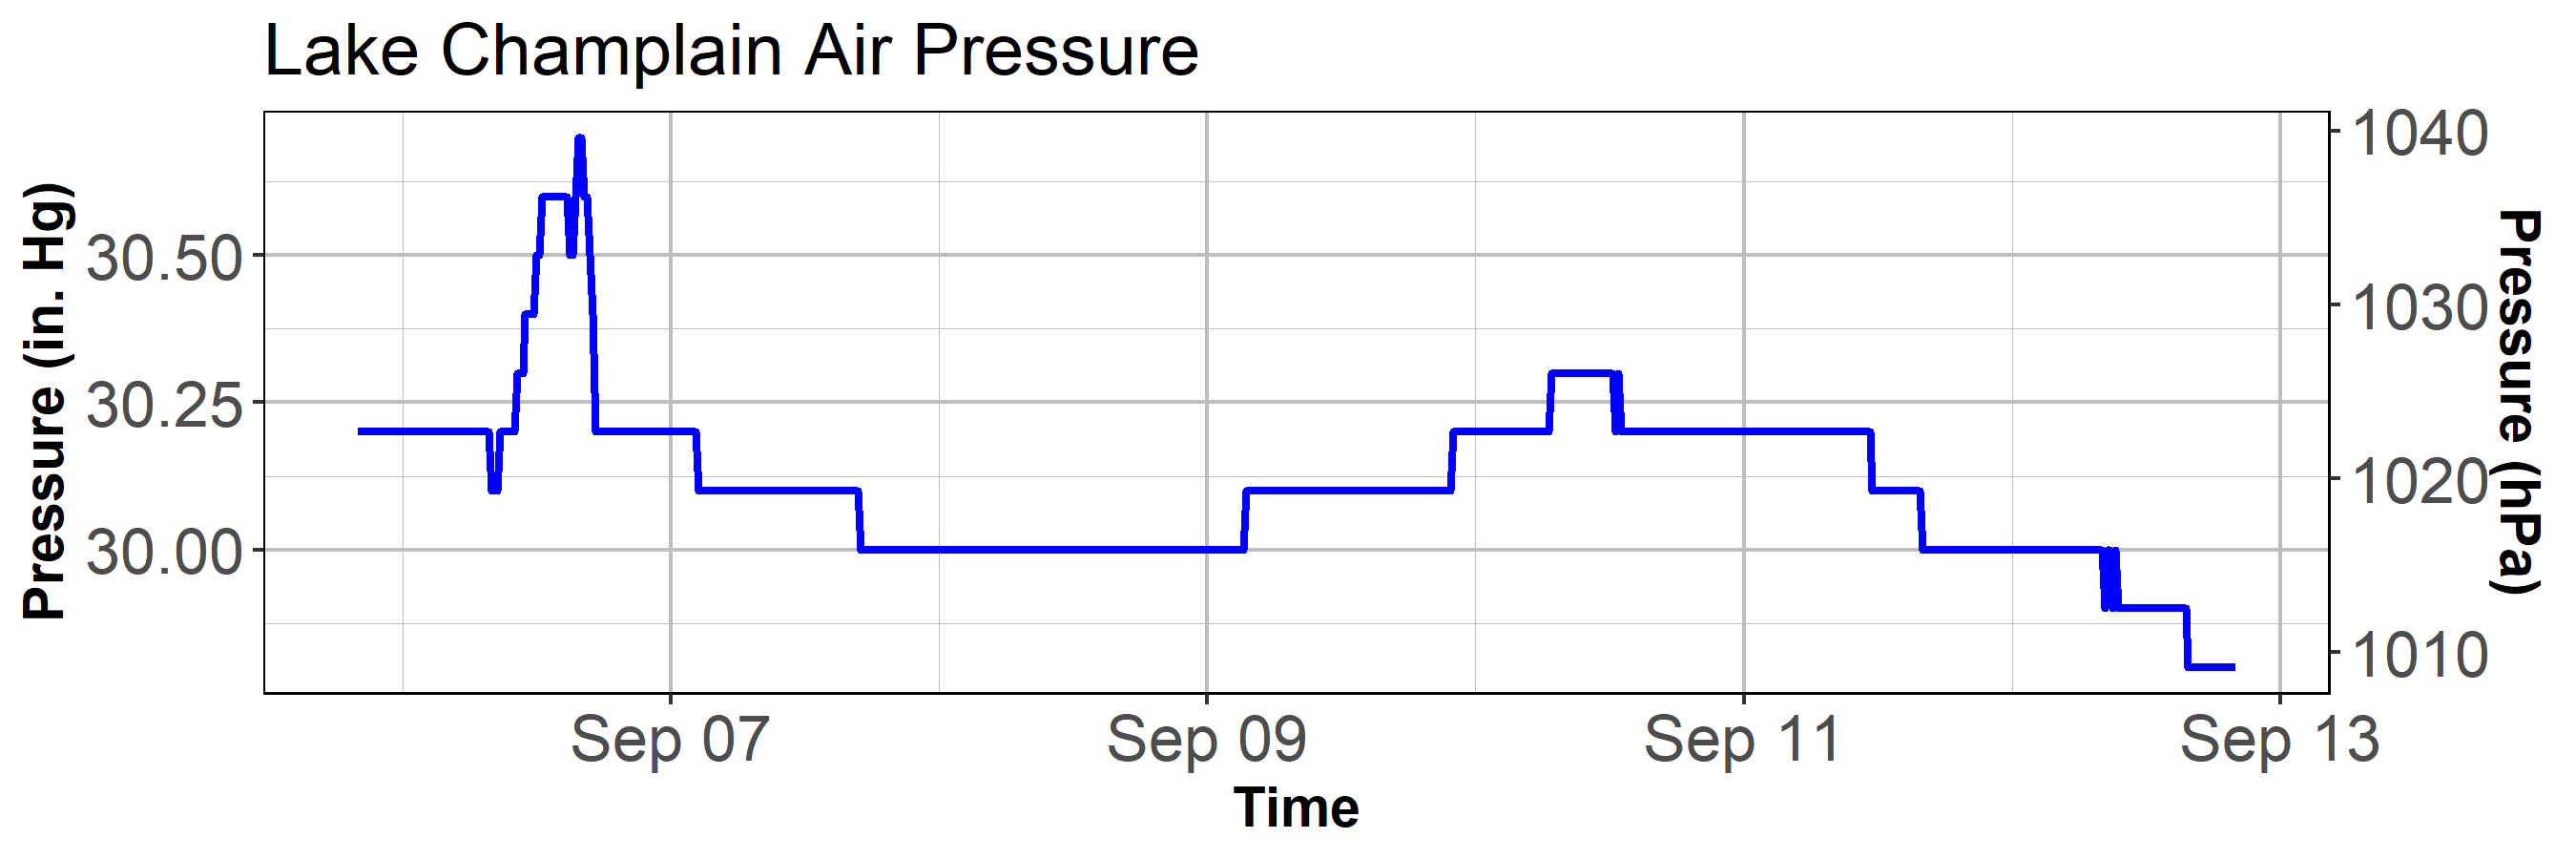 Lake Champlain Air Pressure
Pressure (in. Hg)
30.50
30.25
30.00
1040
1030
1020
1010
Pressure (hPa)
Sep 07
Sep 09
Sep 11
Sep 13
Time